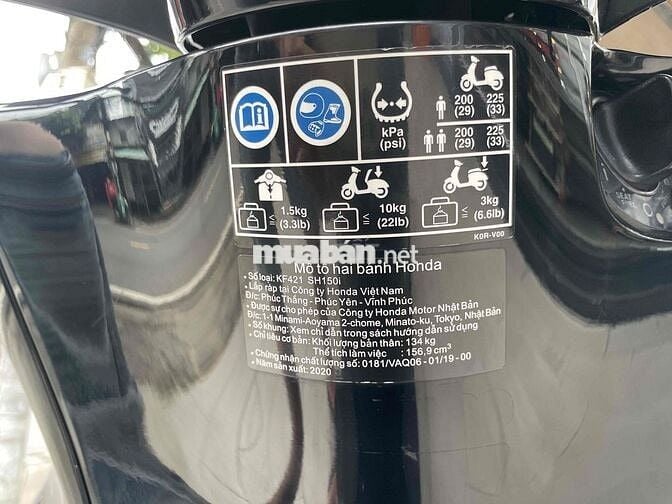 kPa
(psi)
200
(29)
225
(33)
200
(29)
225
(33)
≤ 1.5kg
(3.3lb)
≤ 10kg
(22lb)
≤ 3kg
(6.6lb)
K0R-V00
muaban.net
Mô tô hai bánh Honda
• Số loại: KF421 SH150i
• Lắp ráp tại Công ty Honda Việt Nam
Đ/c: Phúc Thắng - Phúc Yên - Vĩnh Phúc
• Được sự cho phép của Công ty Honda Motor Nhật Bản
Đ/c: 1-1 Minami-Aoyama 2-chome, Minato-ku, Tokyo, Nhật Bản
• Số khung: Xem chỉ dẫn trong sách hướng dẫn sử dụng
• Chỉ tiêu cơ bản: Khối lượng bản thân: 134 kg
Thể tích làm việc : 156,9 cm³
• Chứng nhận chất lượng số: 0181/VAQ06 - 01/19 - 00
• Năm sản xuất: 2020
SEAT